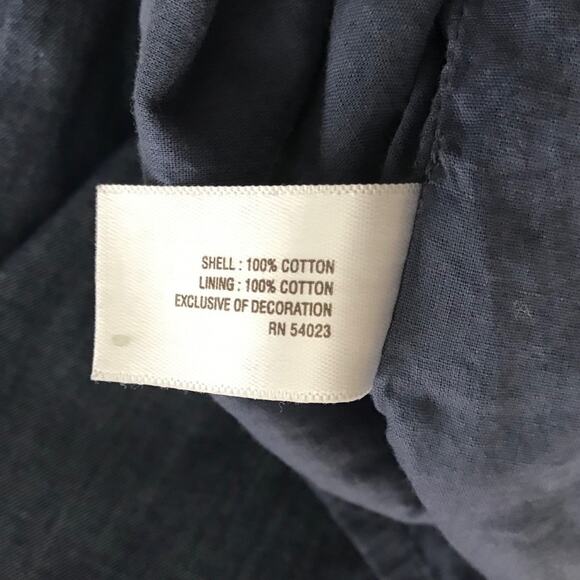 SHELL : 100% COTTON
LINING : 100% COTTON
EXCLUSIVE OF DECORATION
RN 54023